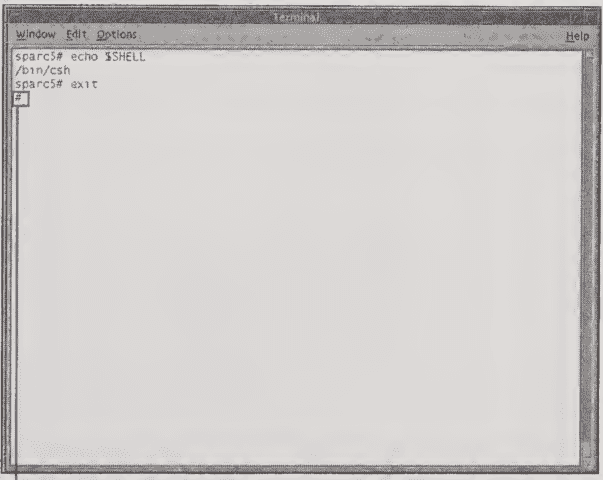 Terminal
Window Edit Options Help
sparc5# echo $SHELL
/bin/csh
sparc5# exit
#